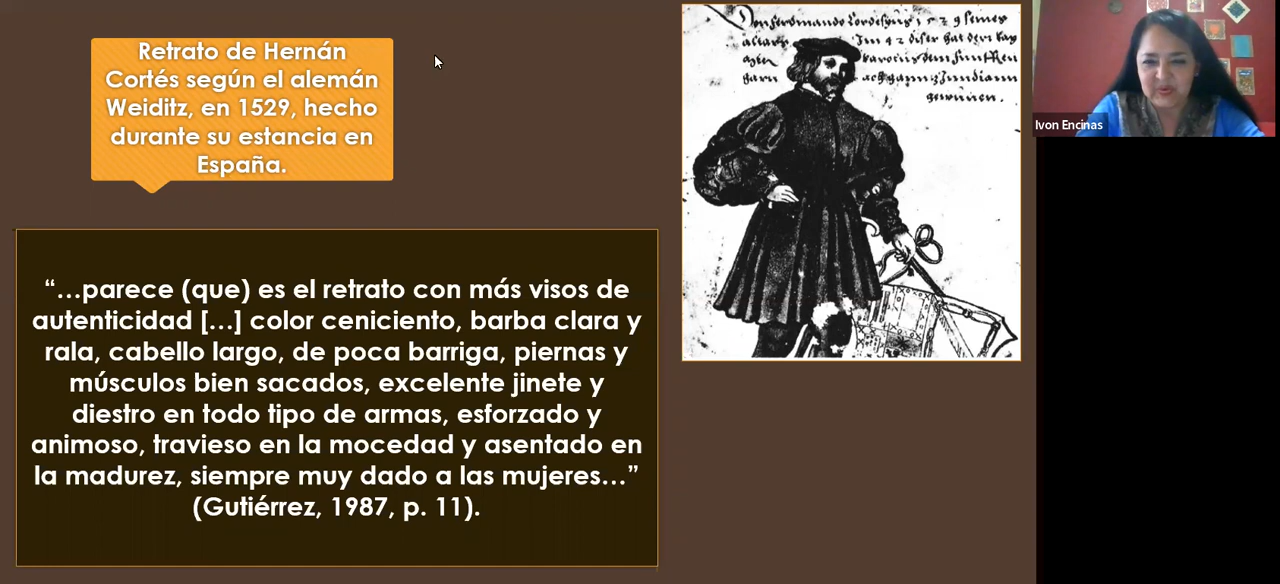 Retrato de Hernán
Cortés según el alemán
Weiditz, en 1529, hecho
durante su estancia en
España.
“…parece (que) es el retrato con más visos de
autenticidad […] color ceniciento, barba clara y
rala, cabello largo, de poca barriga, piernas y
músculos bien sacados, excelente jinete y
diestro en todo tipo de armas, esforzado y
animoso, travieso en la mocedad y asentado en
la madurez, siempre muy dado a las mujeres…”
(Gutiérrez, 1987, p. 11).
gewünen.
Ivon Encinas